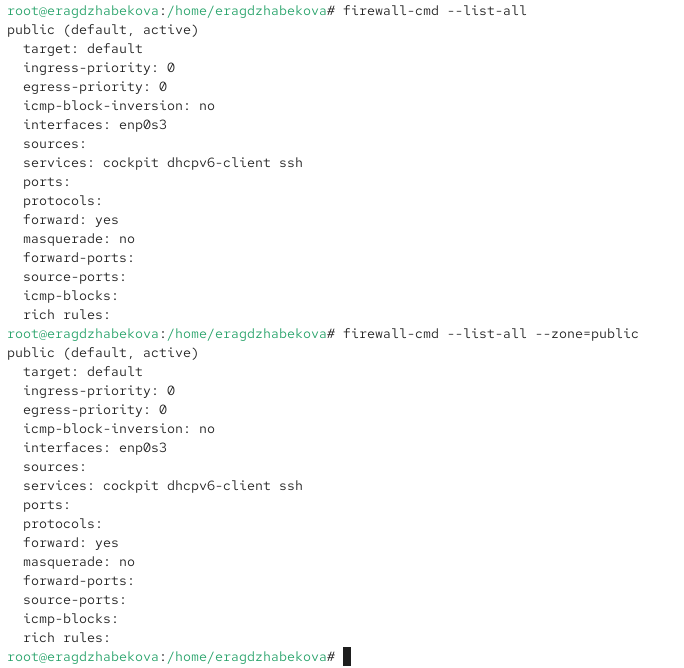 root@eragdzhabekova:/home/eragdzhabekova# firewall-cmd --list-all
public (default, active)
  target: default
  ingress-priority: 0
  egress-priority: 0
  icmp-block-inversion: no
  interfaces: enp0s3
  sources:
  services: cockpit dhcpv6-client ssh
  ports:
  protocols:
  forward: yes
  masquerade: no
  forward-ports:
  source-ports:
  icmp-blocks:
  rich rules:
root@eragdzhabekova:/home/eragdzhabekova# firewall-cmd --list-all --zone=public
public (default, active)
  target: default
  ingress-priority: 0
  egress-priority: 0
  icmp-block-inversion: no
  interfaces: enp0s3
  sources:
  services: cockpit dhcpv6-client ssh
  ports:
  protocols:
  forward: yes
  masquerade: no
  forward-ports:
  source-ports:
  icmp-blocks:
  rich rules:
root@eragdzhabekova:/home/eragdzhabekova#